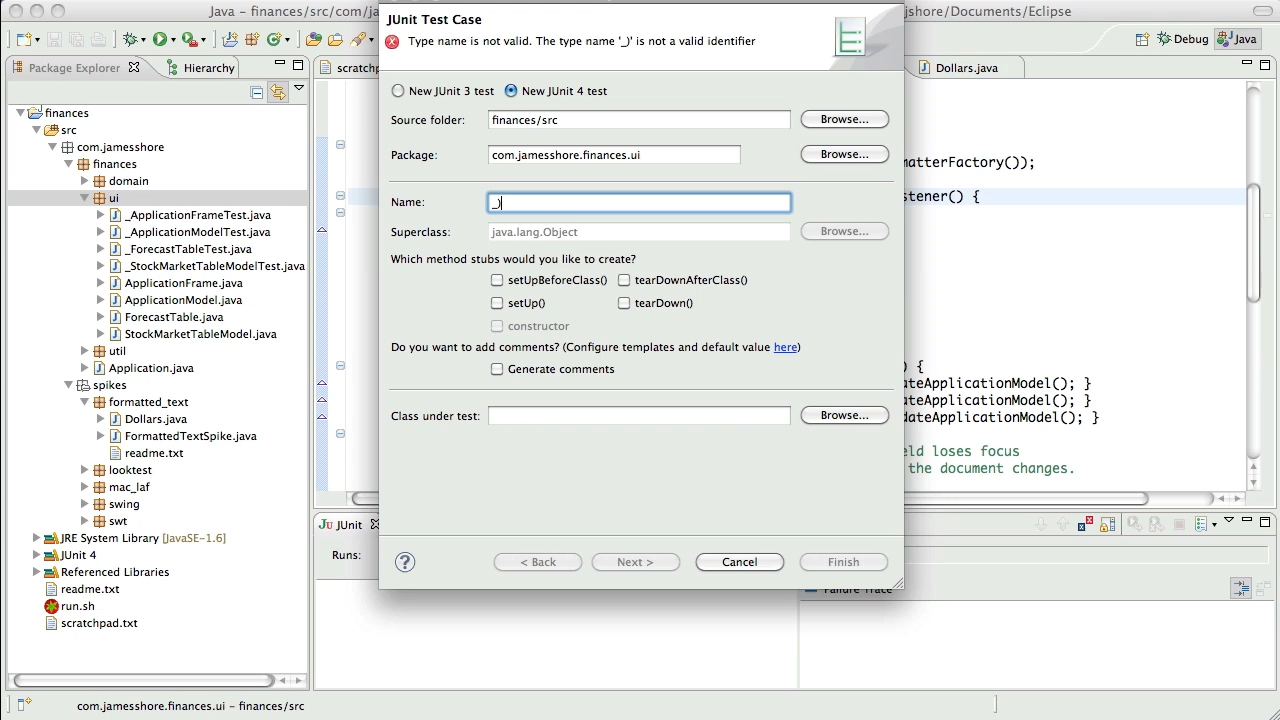 Java – finances/src/com/ja
JUnit Test Case
jshore/Documents/Eclipse
Type name is not valid. The type name '_)' is not a valid identifier
Debug
Java
Package Explorer
Hierarchy
scratchp
Dollars.java
New JUnit 3 test
New JUnit 4 test
Source folder:
finances/src
Browse...
Package:
com.jamesshore.finances.ui
Browse...
Name:
_)
Superclass:
java.lang.Object
Browse...
Which method stubs would you like to create?
setUpBeforeClass()
tearDownAfterClass()
setUp()
tearDown()
constructor
Do you want to add comments? (Configure templates and default value here)
Generate comments
Class under test:
Browse...
?
< Back
Next >
Cancel
Finish
finances
src
com.jamesshore
finances
domain
ui
_ApplicationFrameTest.java
_ApplicationModelTest.java
_ForecastTableTest.java
_StockMarketTableModelTest.java
ApplicationFrame.java
ApplicationModel.java
ForecastTable.java
StockMarketTableModel.java
util
Application.java
spikes
formatted_text
Dollars.java
FormattedTextSpike.java
readme.txt
looktest
mac_laf
swing
swt
JRE System Library [JavaSE-1.6]
JUnit 4
Referenced Libraries
readme.txt
run.sh
scratchpad.txt
matterFactory());
stener() {
) {
ateApplicationModel(); }
ateApplicationModel(); }
dateApplicationModel(); }
eld loses focus
the document changes.
JUnit
Runs:
Failure Trace
com.jamesshore.finances.ui – finances/src